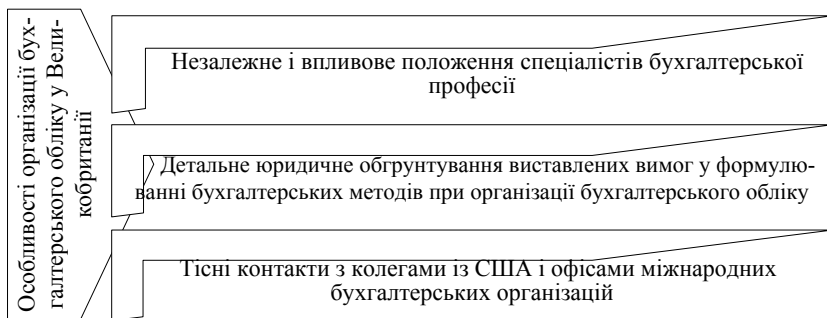 Особливості організації бух-
галтерського обліку у Вели-
кобританії
Незалежне і впливове положення спеціалістів бухгалтерської
професії
Детальне юридичне обгрунтування виставлених вимог у формулю-
ванні бухгалтерських методів при організації бухгалтерського обліку
Тісні контакти з колегами із США і офісами міжнародних
бухгалтерських організацій